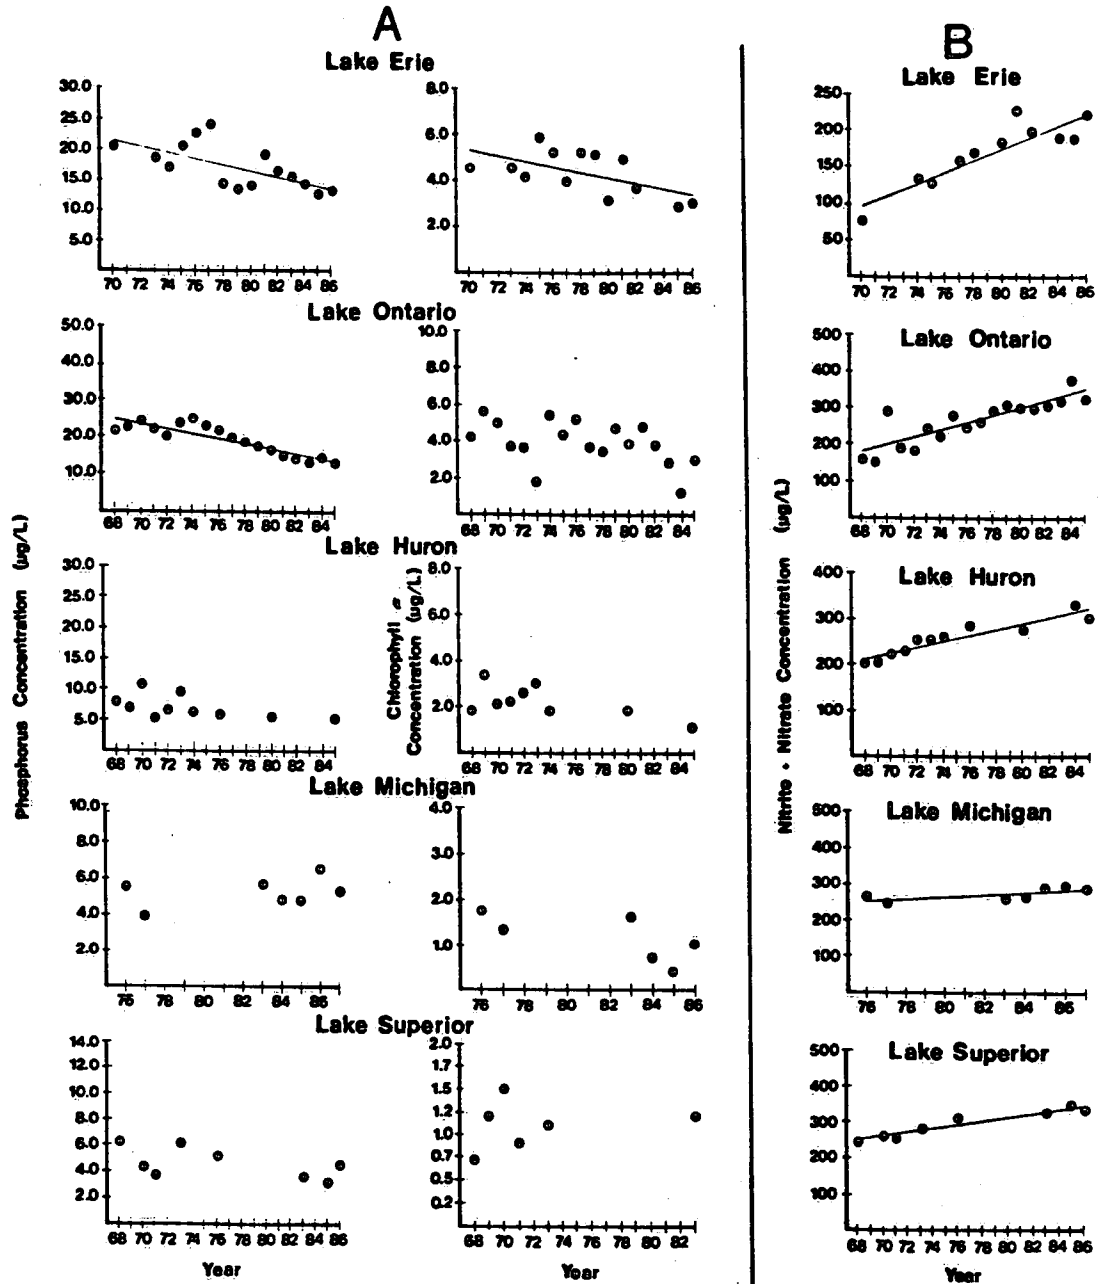 A
B
Lake Erie
30.0
25.0
20.0
15.0
10.0
5.0
70 72 74 76 78 80 82 84 86
8.0
6.0
4.0
2.0
70 72 74 76 78 80 82 84 86
Lake Erie
250
200
150
100
50
70 72 74 76 78 80 82 84 86
Lake Ontario
50.0
40.0
30.0
20.0
10.0
68 70 72 74 76 78 80 82 84
10.0
8.0
6.0
4.0
2.0
68 70 72 74 76 78 80 82 84
Lake Ontario
500
400
300
200
100
68 70 72 74 76 78 80 82 84
Lake Huron
30.0
25.0
20.0
15.0
10.0
5.0
68 70 72 74 76 78 80 82 84
8.0
6.0
4.0
2.0
68 70 72 74 76 78 80 82 84
Lake Huron
400
300
200
100
68 70 72 74 76 78 80 84
Phosphorus Concentration (µg/L)
Chlorophyll a
Concentration (µg/L)
Nitrite + Nitrate Concentration (µg/L)
Lake Michigan
10.0
8.0
6.0
4.0
2.0
76 78 80 82 84 86
4.0
3.0
2.0
1.0
76 78 80 82 84 86
Lake Michigan
500
400
300
200
100
76 78 80 82 84 86
Lake Superior
14.0
12.0
10.0
8.0
6.0
4.0
2.0
68 70 72 74 76 78 80 82 84 86
Year
2.0
1.7
1.5
1.2
1.0
0.7
0.5
0.2
68 70 72 74 76 78 80 82
Year
Lake Superior
500
400
300
200
100
68 70 72 74 76 78 80 82 84 86
Year